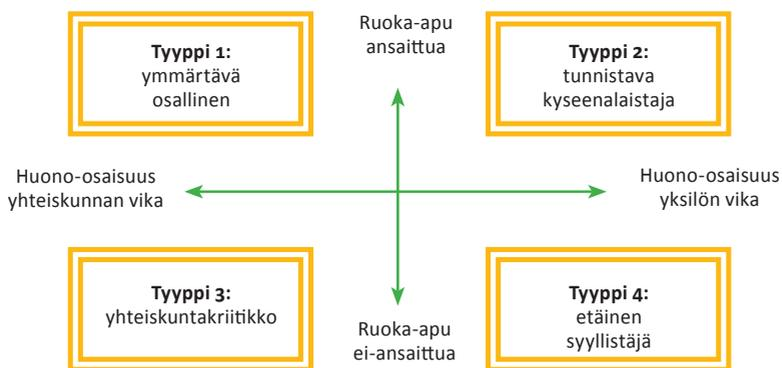 Ruoka-apu
ansaittua
Tyyppi 1:
ymmärtävä
osallinen
Tyyppi 2:
tunnistava
kyseenalaistaja
Huono-osaisuus
yhteiskunnan vika
Huono-osaisuus
yksilön vika
Tyyppi 3:
yhteiskuntakriitikko
Ruoka-apu
ei-ansaittua
Tyyppi 4:
etäinen
syyllistäjä